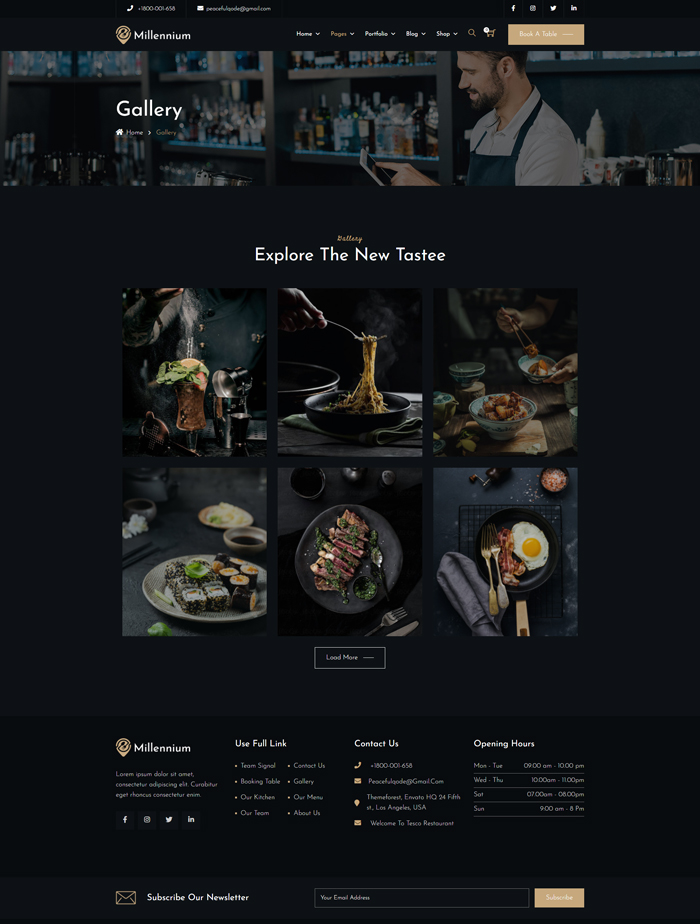 +1800-001-658 peacefulqode@gmail.com
Millennium
Home Pages Portfolio Blog Shop 0 Book A Table
Gallery
Home Gallery
Gallery
Explore The New Tastee
Load More
Millennium
Lorem ipsum dolor sit amet,
consectetur adipiscing elit. Curabitur
eget rhoncus consectetur enim.
Use Full Link
Team Signal Contact Us
Booking Table Gallery
Our Kitchen Our Menu
Our Team About Us
Contact Us
+1800-001-658
Peacefulqode@Gmail.Com
Themeforest, Envato HQ 24 Fifth
st., Los Angeles, USA
Welcome To Tesco Restaurant
Opening Hours
Mon - Tue 09:00 am - 10:00 pm
Wed - Thu 10.00am - 11.00pm
Sat 07.00am - 08.00pm
Sun 9:00 am - 8 Pm
Subscribe Our Newsletter
Your Email Address
Subscribe